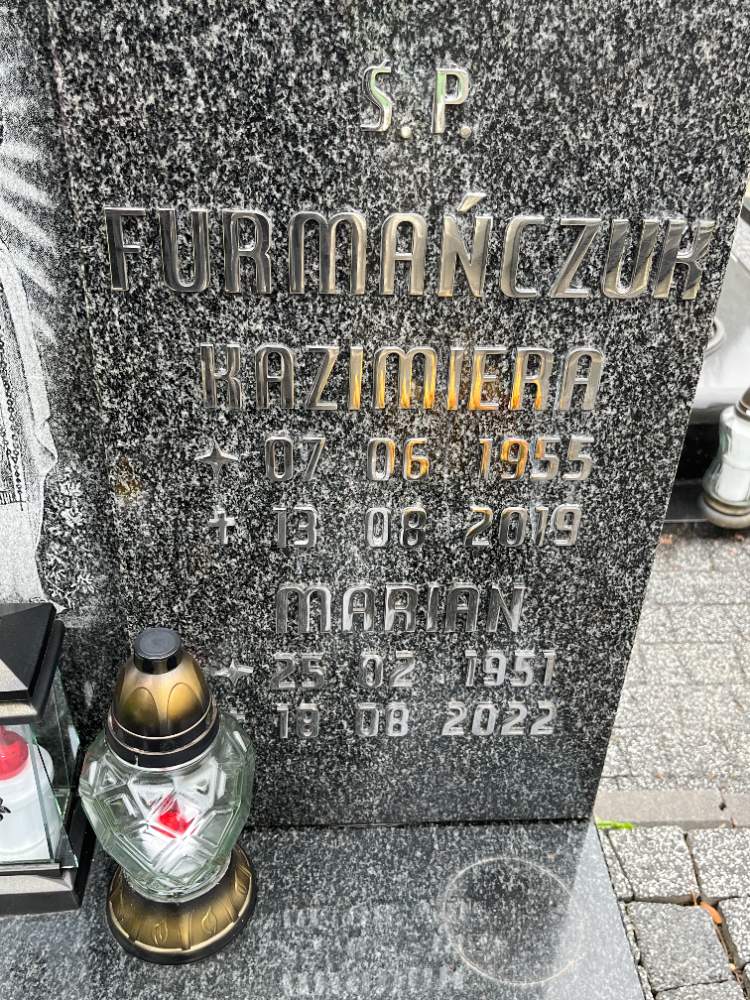 Ś.P.
FURMAŃCZUK
KAZIMIERA
07 06 1955
13 08 2019
MARIAN
25 02 1951
18 08 2022